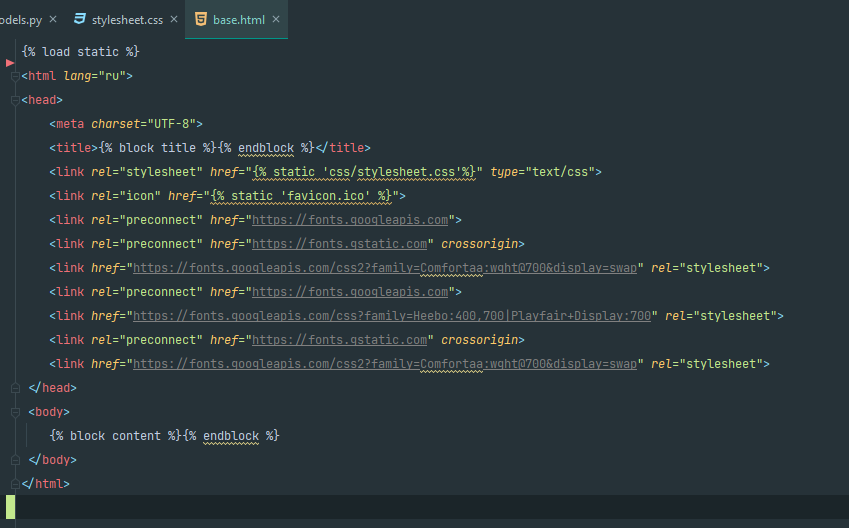 odels.py × stylesheet.css × base.html ×
{% load static %}
<html lang="ru">
<head>
<meta charset="UTF-8">
<title>{% block title %}{% endblock %}</title>
<link rel="stylesheet" href="{% static 'css/stylesheet.css'%}" type="text/css">
<link rel="icon" href="{% static 'favicon.ico' %}">
<link rel="preconnect" href="https://fonts.googleapis.com">
<link rel="preconnect" href="https://fonts.gstatic.com" crossorigin>
<link href="https://fonts.googleapis.com/css2?family=Comfortaa:wght@700&display=swap" rel="stylesheet">
<link rel="preconnect" href="https://fonts.googleapis.com">
<link href="https://fonts.googleapis.com/css?family=Heebo:400,700|Playfair+Display:700" rel="stylesheet">
<link rel="preconnect" href="https://fonts.gstatic.com" crossorigin>
<link href="https://fonts.googleapis.com/css2?family=Comfortaa:wght@700&display=swap" rel="stylesheet">
</head>
<body>
{% block content %}{% endblock %}
</body>
</html>